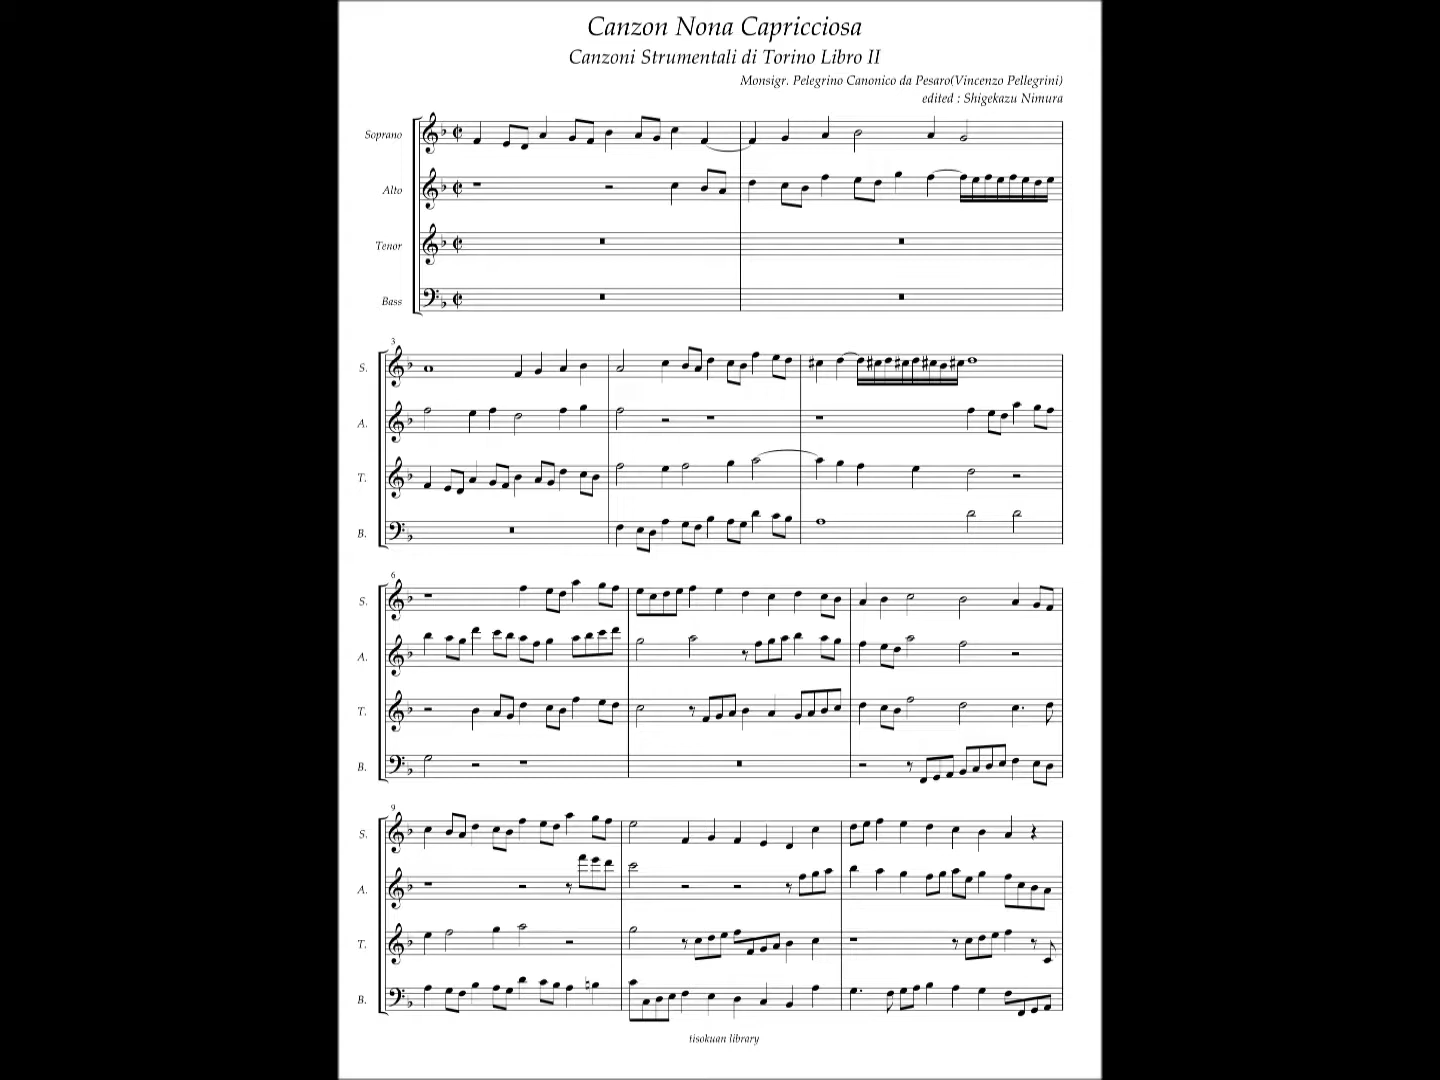 Canzon Nona Capricciosa
Canzoni Strumentali di Torino Libro II
Monsigr. Pelegrino Canonico da Pesaro(Vincenzo Pellegrini)
edited : Shigekazu Nimura
Soprano
Alto
Tenor
Bass
3
S.
A.
T.
B.
6
S.
A.
T.
B.
9
S.
A.
T.
B.
tisokuan library